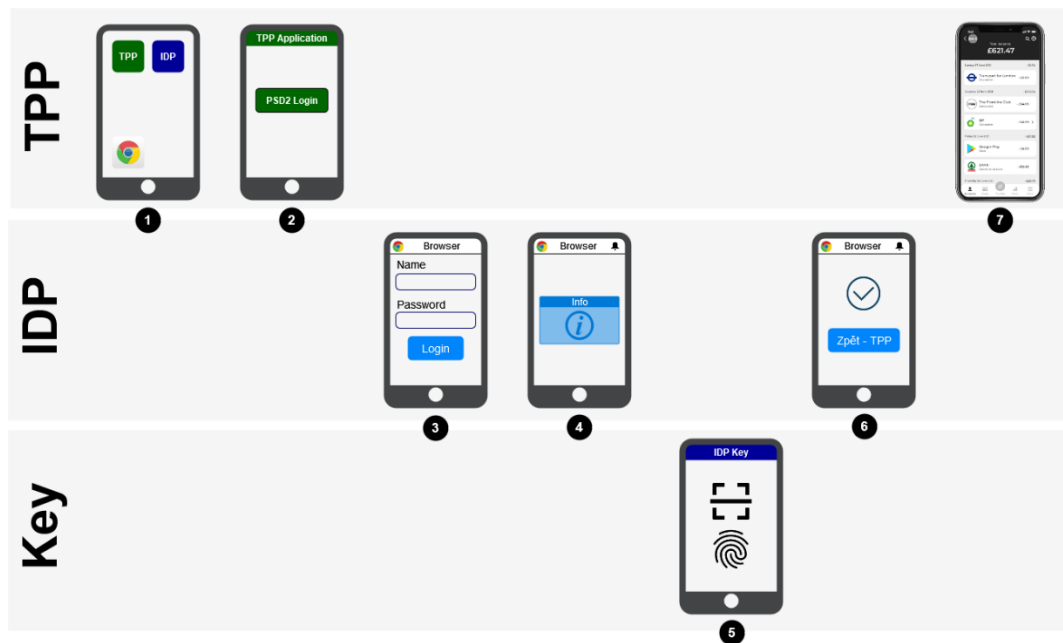 TPP
TPP IDP
1
TPP Application
PSD2 Login
2
£621.47
7
IDP
Browser
Name
Password
Login
3
Browser
Info
i
4
Browser
Zpět - TPP
6
Key
IDP Key
5